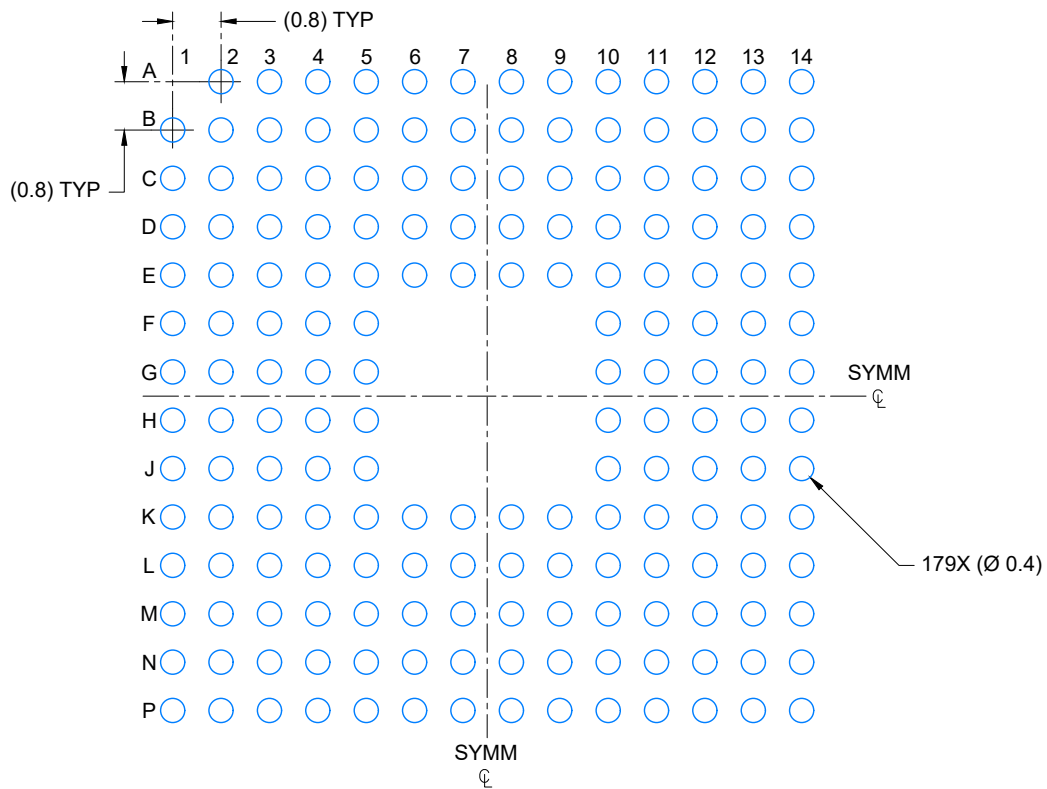 (0.8) TYP
1 2 3 4 5 6 7 8 9 10 11 12 13 14
A
B
C
(0.8) TYP
D
E
F
G
SYMM
℄
H
J
K
L
179X (Ø 0.4)
M
N
P
SYMM
℄